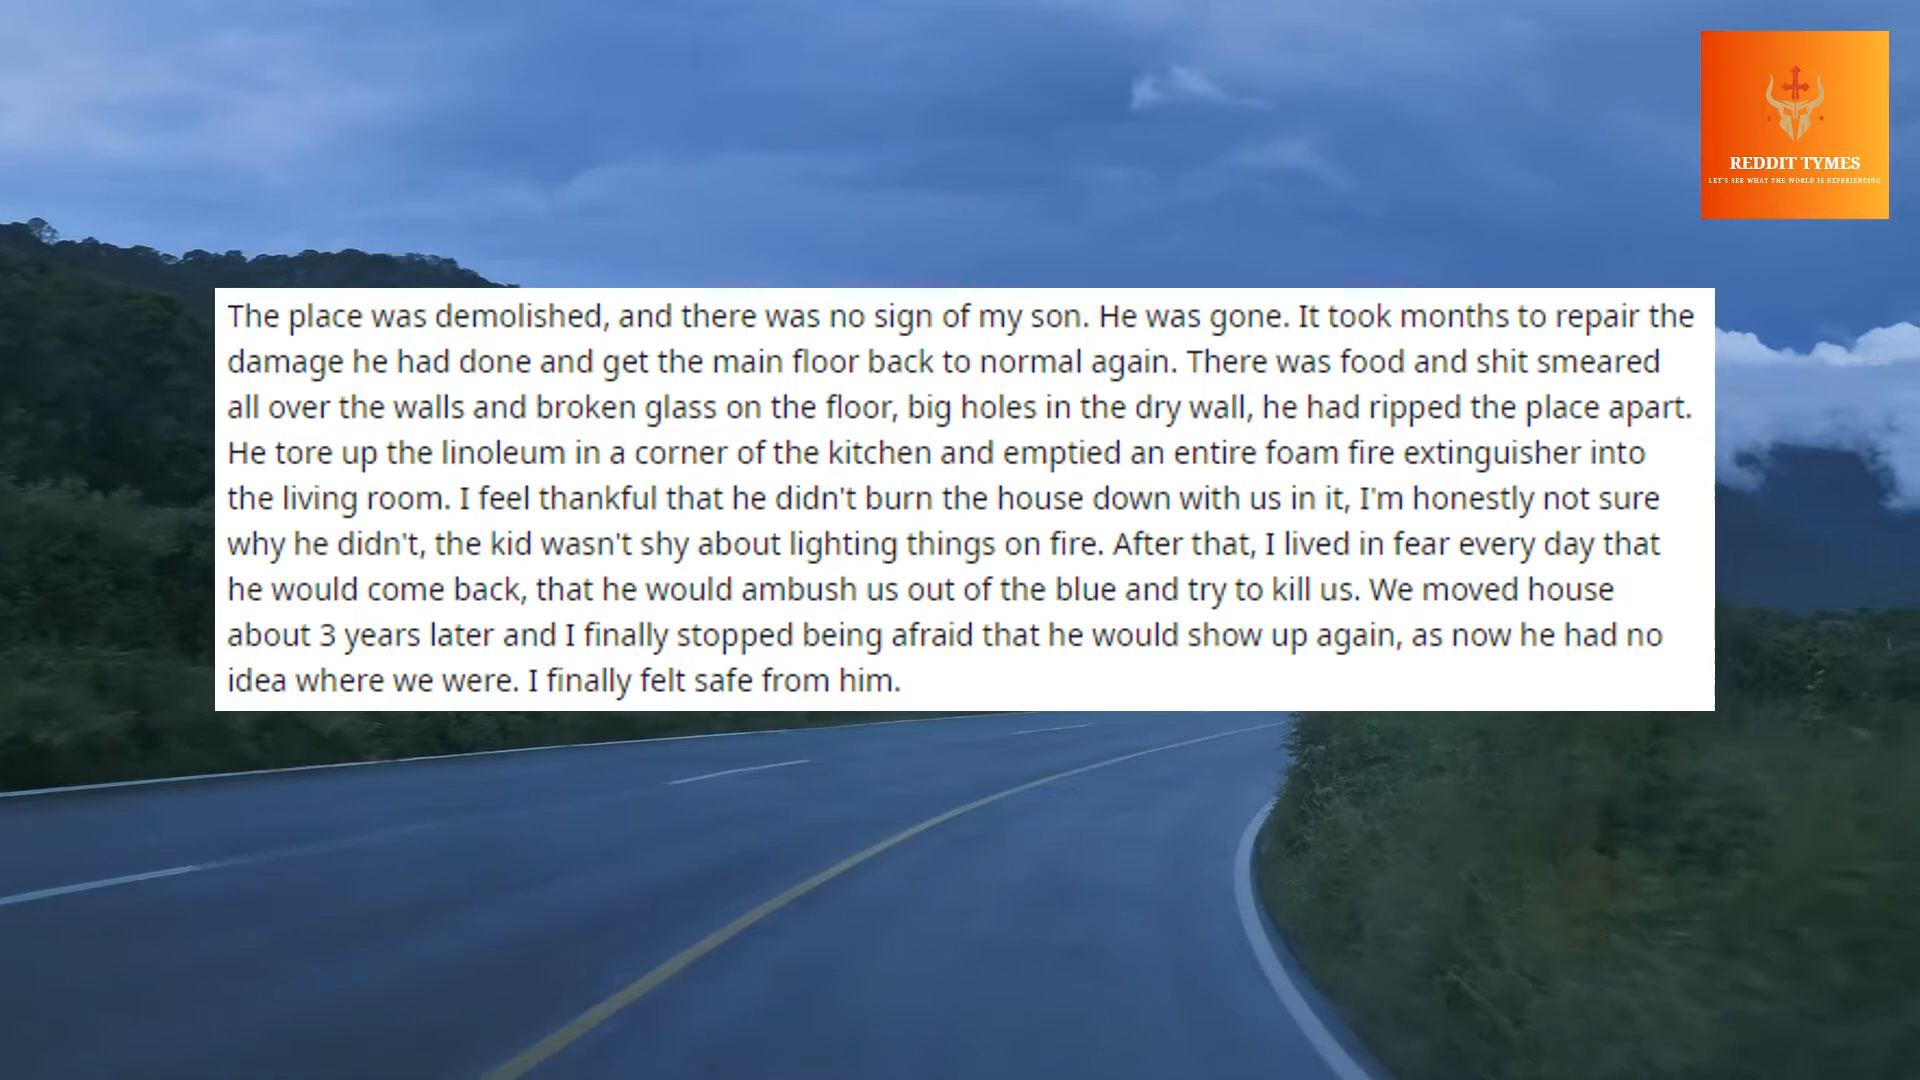 REDDIT TYMES
LET'S SEE WHAT THE WORLD IS EXPERIENCING
The place was demolished, and there was no sign of my son. He was gone. It took months to repair the
damage he had done and get the main floor back to normal again. There was food and shit smeared
all over the walls and broken glass on the floor, big holes in the dry wall, he had ripped the place apart.
He tore up the linoleum in a corner of the kitchen and emptied an entire foam fire extinguisher into
the living room. I feel thankful that he didn't burn the house down with us in it, I'm honestly not sure
why he didn't, the kid wasn't shy about lighting things on fire. After that, I lived in fear every day that
he would come back, that he would ambush us out of the blue and try to kill us. We moved house
about 3 years later and I finally stopped being afraid that he would show up again, as now he had no
idea where we were. I finally felt safe from him.